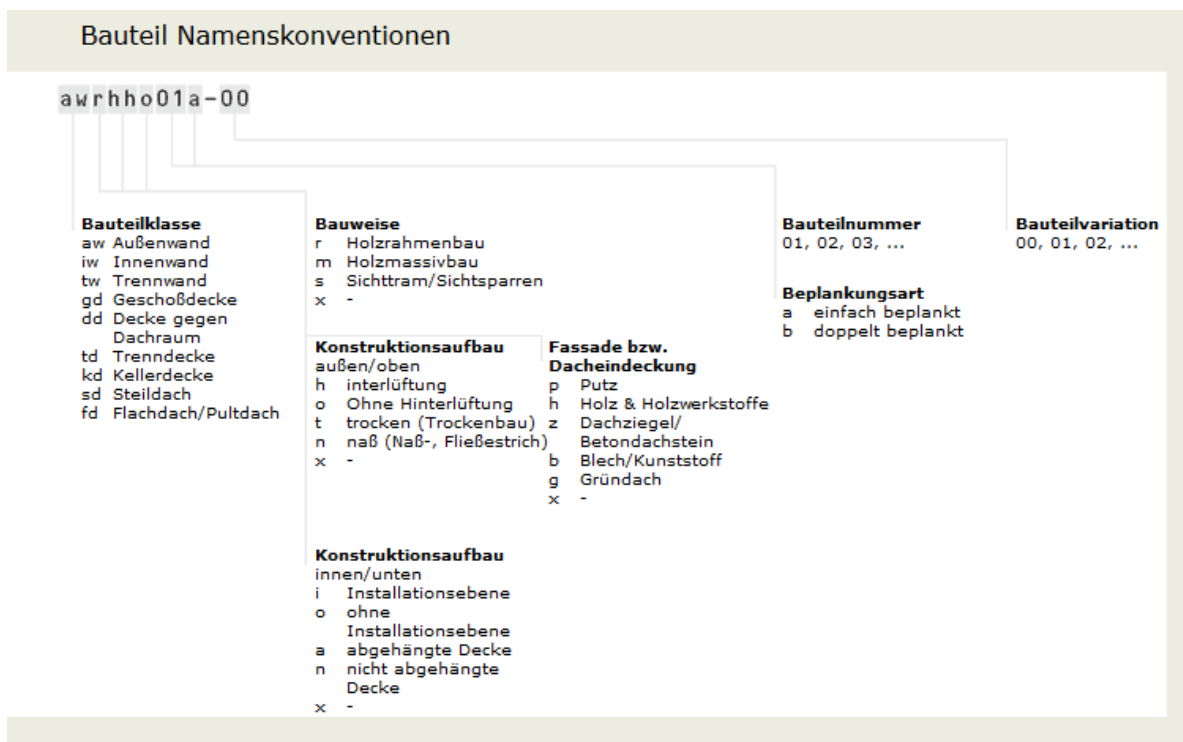 Bauteil Namenskonventionen
awrhho01a-00
Bauteilklasse
aw Außenwand
iw Innenwand
tw Trennwand
gd Geschoßdecke
dd Decke gegen
Dachraum
td Trenndecke
kd Kellerdecke
sd Steildach
fd Flachdach/Pultdach
Bauweise
r Holzrahmenbau
m Holzmassivbau
s Sichttram/Sichtsparren
x -
Konstruktionsaufbau
außen/oben
h interlüftung
o Ohne Hinterlüftung
t trocken (Trockenbau)
n naß (Naß-, Fließestrich)
x -
Fassade bzw.
Dacheindeckung
p Putz
h Holz & Holzwerkstoffe
z Dachziegel/
Betondachstein
b Blech/Kunststoff
g Gründach
x -
Konstruktionsaufbau
innen/unten
i Installationsebene
o ohne
Installationsebene
a abgehängte Decke
n nicht abgehängte
Decke
x -
Bauteilnummer
01, 02, 03, ...
Beplankungsart
a einfach beplankt
b doppelt beplankt
Bauteilvariation
00, 01, 02, ...